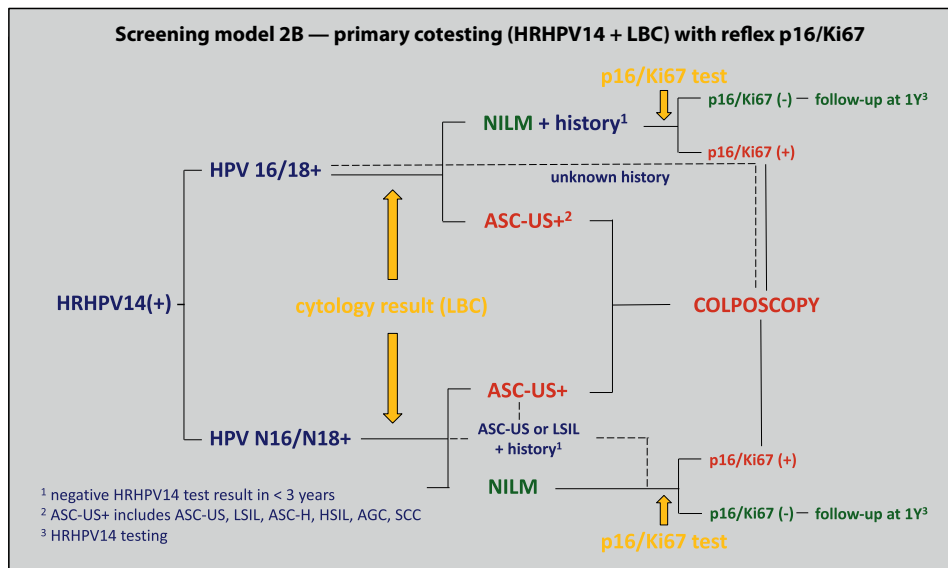 Screening model 2B — primary cotesting (HRHPV14 + LBC) with reflex p16/Ki67
p16/Ki67 test
p16/Ki67 (-)
follow-up at 1Y³
NILM + history¹
p16/Ki67 (+)
HPV 16/18+
unknown history
ASC-US+²
HRHPV14(+)
cytology result (LBC)
COLPOSCOPY
ASC-US+
HPV N16/N18+
ASC-US or LSIL
+ history¹
p16/Ki67 (+)
NILM
p16/Ki67 (-)
follow-up at 1Y³
p16/Ki67 test
¹ negative HRHPV14 test result in < 3 years
² ASC-US+ includes ASC-US, LSIL, ASC-H, HSIL, AGC, SCC
³ HRHPV14 testing